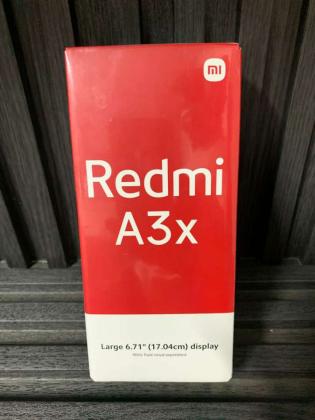 mi
Redmi
A3x
Large 6.71" (17.04cm) display